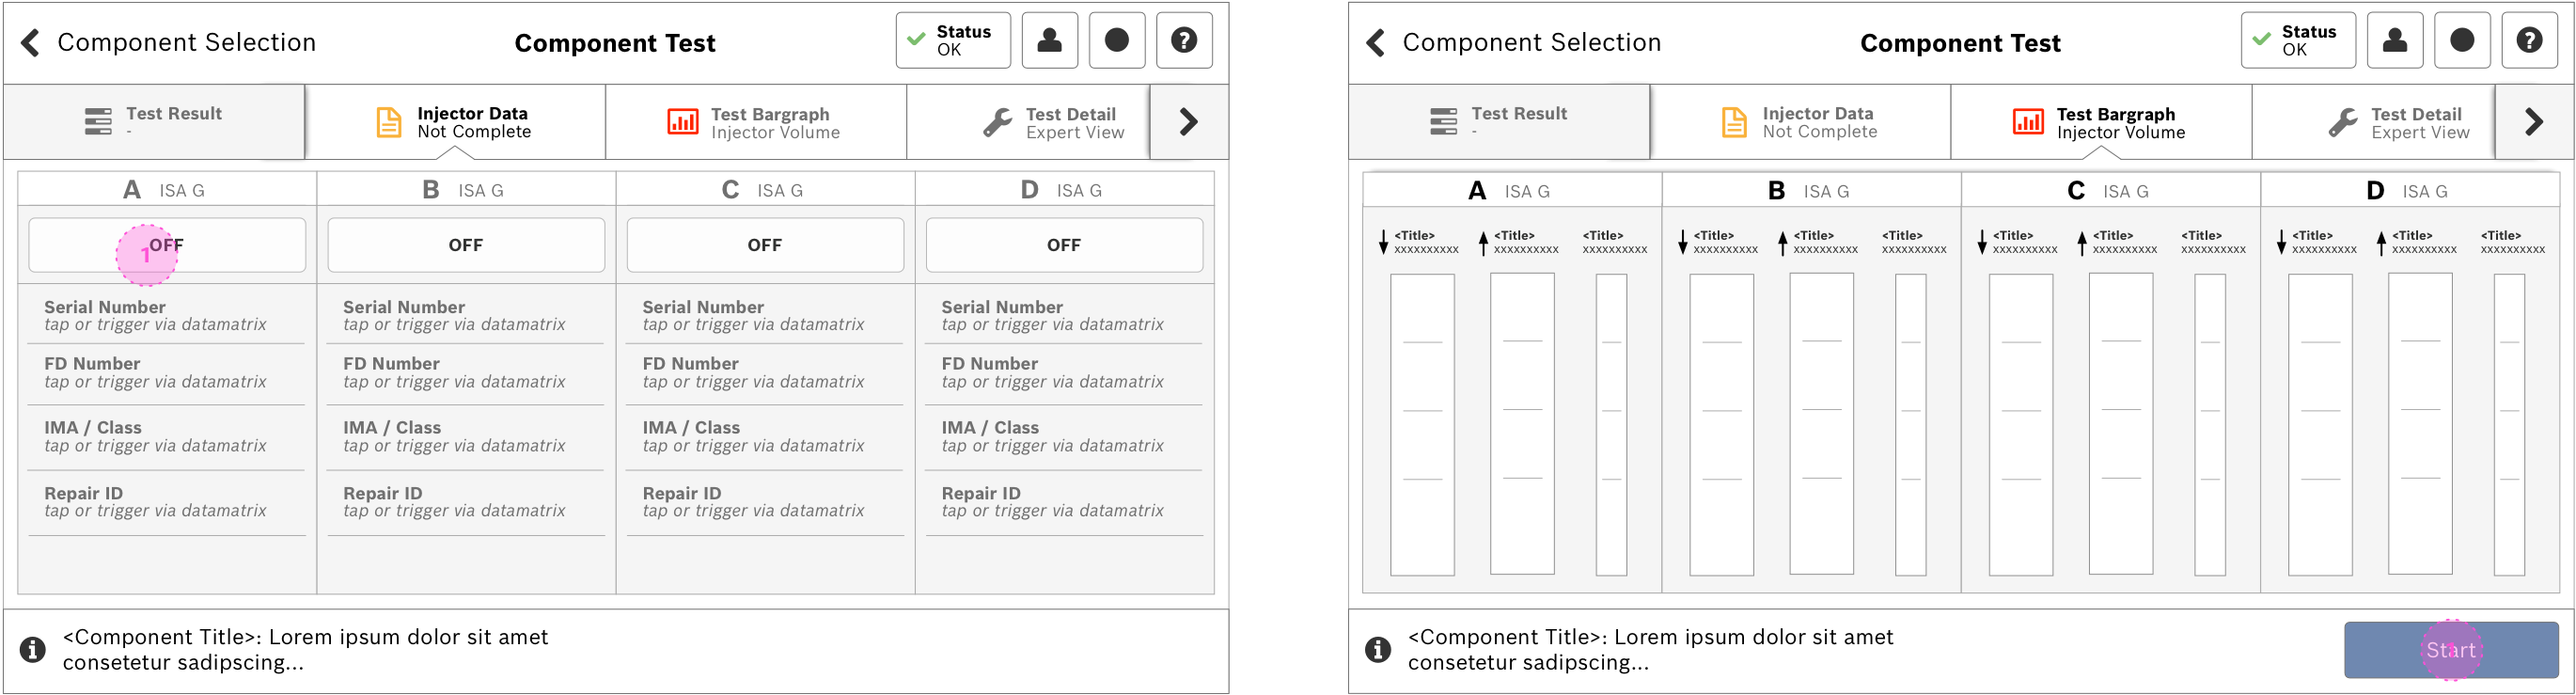 Component Selection
Component Test
Status
OK
?
Test Result
-
Injector Data
Not Complete
Test Bargraph
Injector Volume
Test Detail
Expert View
A ISA G
B ISA G
C ISA G
D ISA G
OFF
OFF
OFF
OFF
1
Serial Number
tap or trigger via datamatrix
Serial Number
tap or trigger via datamatrix
Serial Number
tap or trigger via datamatrix
Serial Number
tap or trigger via datamatrix
FD Number
tap or trigger via datamatrix
FD Number
tap or trigger via datamatrix
FD Number
tap or trigger via datamatrix
FD Number
tap or trigger via datamatrix
IMA / Class
tap or trigger via datamatrix
IMA / Class
tap or trigger via datamatrix
IMA / Class
tap or trigger via datamatrix
IMA / Class
tap or trigger via datamatrix
Repair ID
tap or trigger via datamatrix
Repair ID
tap or trigger via datamatrix
Repair ID
tap or trigger via datamatrix
Repair ID
tap or trigger via datamatrix
<Component Title>: Lorem ipsum dolor sit amet
consetetur sadipscing...
Component Selection
Component Test
Status
OK
?
Test Result
-
Injector Data
Not Complete
Test Bargraph
Injector Volume
Test Detail
Expert View
A ISA G
B ISA G
C ISA G
D ISA G
<Title>
xxxxxxxxxx
<Title>
xxxxxxxxxx
<Title>
xxxxxxxxxx
<Title>
xxxxxxxxxx
<Title>
xxxxxxxxxx
<Title>
xxxxxxxxxx
<Title>
xxxxxxxxxx
<Title>
xxxxxxxxxx
<Title>
xxxxxxxxxx
<Title>
xxxxxxxxxx
<Title>
xxxxxxxxxx
<Title>
xxxxxxxxxx
<Component Title>: Lorem ipsum dolor sit amet
consetetur sadipscing...
Start